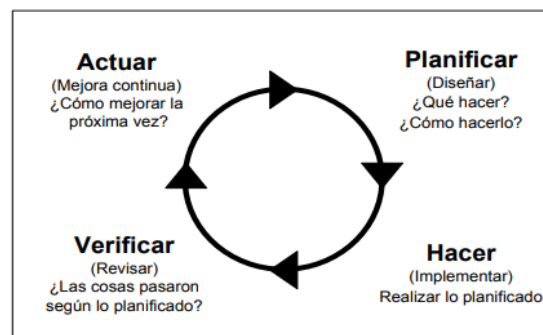 Actuar
(Mejora continua)
¿Cómo mejorar la
próxima vez?
Planificar
(Diseñar)
¿Qué hacer?
¿Cómo hacerlo?
Verificar
(Revisar)
¿Las cosas pasaron
según lo planificado?
Hacer
(Implementar)
Realizar lo planificado